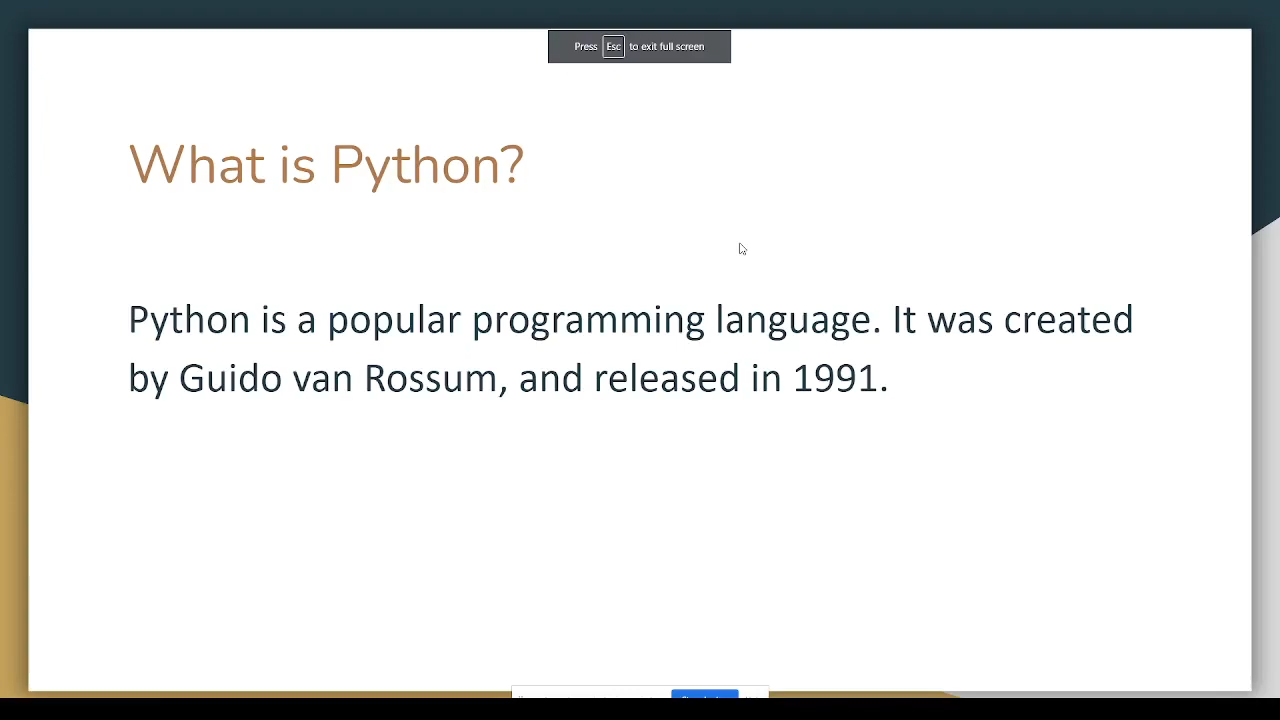 Press Esc to exit full screen
What is Python?
Python is a popular programming language. It was created
by Guido van Rossum, and released in 1991.